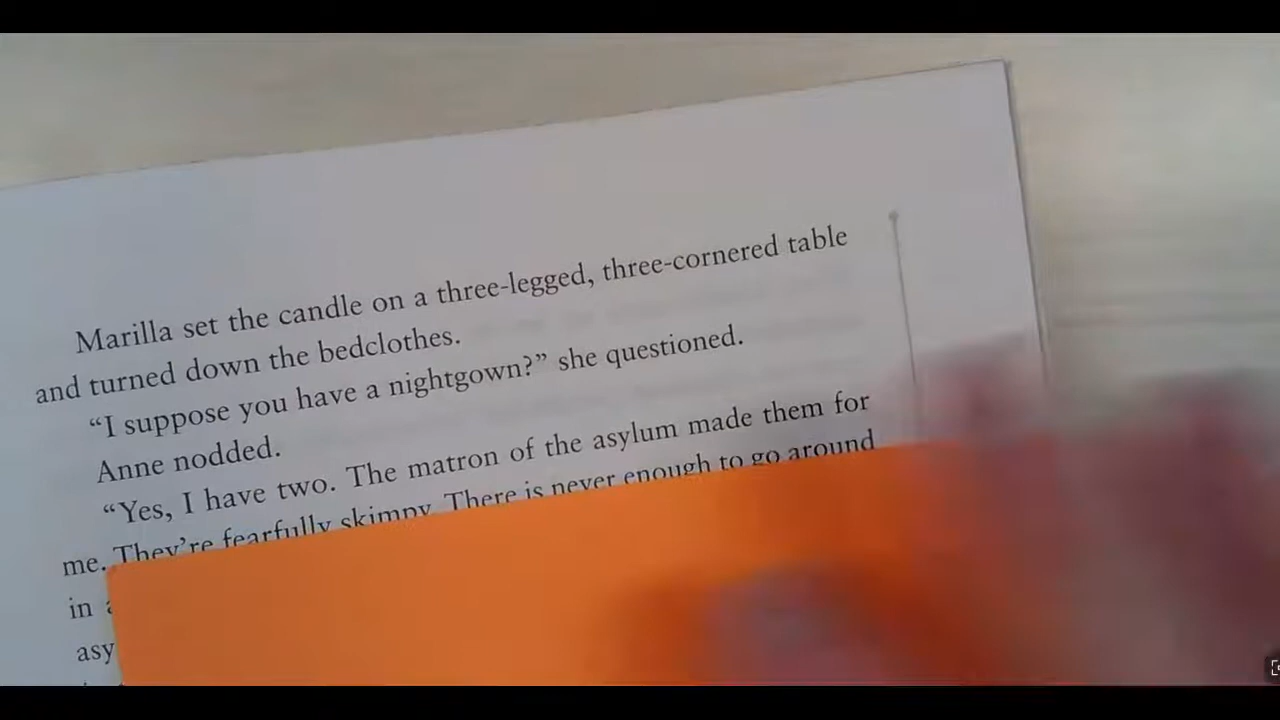 Marilla set the candle on a three-legged, three-cornered table
and turned down the bedclothes.
“I suppose you have a nightgown?” she questioned.
Anne nodded.
“Yes, I have two. The matron of the asylum made them for
me. They’re fearfully skimpy. There is never enough to go around
in
asy